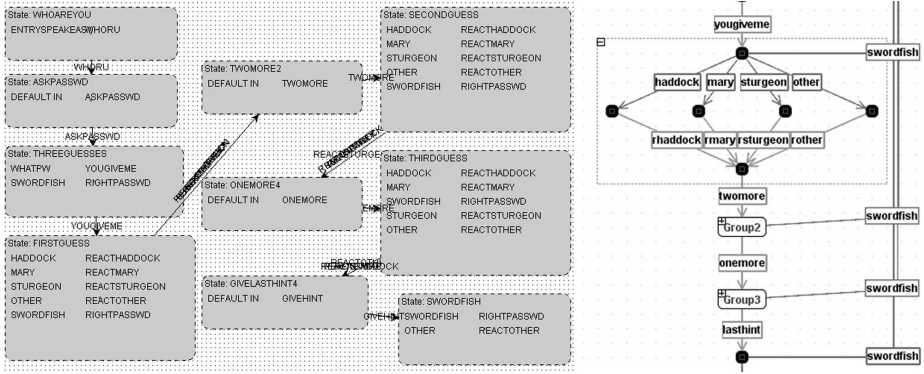 State: WHOAREYOU
WHORU
WHORU
State: ASKPASSWD
DEFAULT IN ASKPASSWD
ASKPASSWD
State: THREEGUESSES
WHATPW YOUGIVEME
SWORDFISH RIGHTPASSWD
YOUGIVEME
State: FIRSTGUESS
HADDOCK REACTHADDOCK
MARY REACTMARY
STURGEON REACTSTURGEON
OTHER REACTOTHER
SWORDFISH RIGHTPASSWD
State: TWOMORE2
DEFAULT IN TWOMORE
TWOMORE
State: SECONDGUESS
HADDOCK REACTHADDOCK
MARY REACTMARY
STURGEON REACTSTURGEON
OTHER REACTOTHER
SWORDFISH RIGHTPASSWD
State: ONEMORE4
DEFAULT IN ONEMORE
State: THIRDGUESS
HADDOCK REACTHADDOCK
MARY REACTMARY
SWORDFISH RIGHTPASSWD
STURGEON REACTSTURGEON
OTHER REACTOTHER
State: GIVELASTHINT4
DEFAULT IN GIVEHINT
State: SWORDFISH
SWORDFISH RIGHTPASSWD
OTHER REACTOTHER
yougiveme
swordfish
haddock mary sturgeon other
rhaddock rmary rsturgeon rother
twomore
swordfish
Group2
onemore
swordfish
Group3
lasthint
swordfish